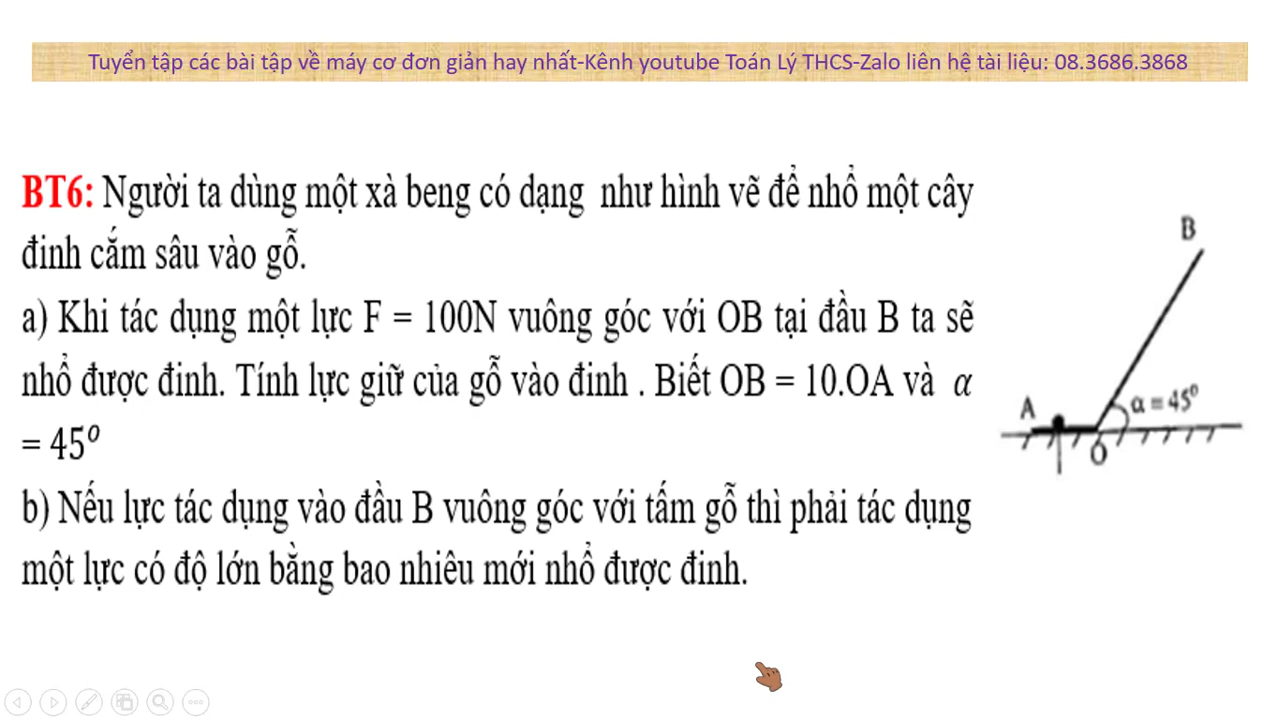 Tuyển tập các bài tập về máy cơ đơn giản hay nhất-Kênh youtube Toán Lý THCS-Zalo liên hệ tài liệu: 08.3686.3868
BT6: Người ta dùng một xà beng có dạng như hình vẽ để nhổ một cây
đinh cắm sâu vào gỗ.
a) Khi tác dụng một lực F = 100N vuông góc với OB tại đầu B ta sẽ
nhổ được đinh. Tính lực giữ của gỗ vào đinh . Biết OB = 10.OA và α
= 45⁰
b) Nếu lực tác dụng vào đầu B vuông góc với tấm gỗ thì phải tác dụng
một lực có độ lớn bằng bao nhiêu mới nhổ được đinh.
B
A
α = 45⁰
O